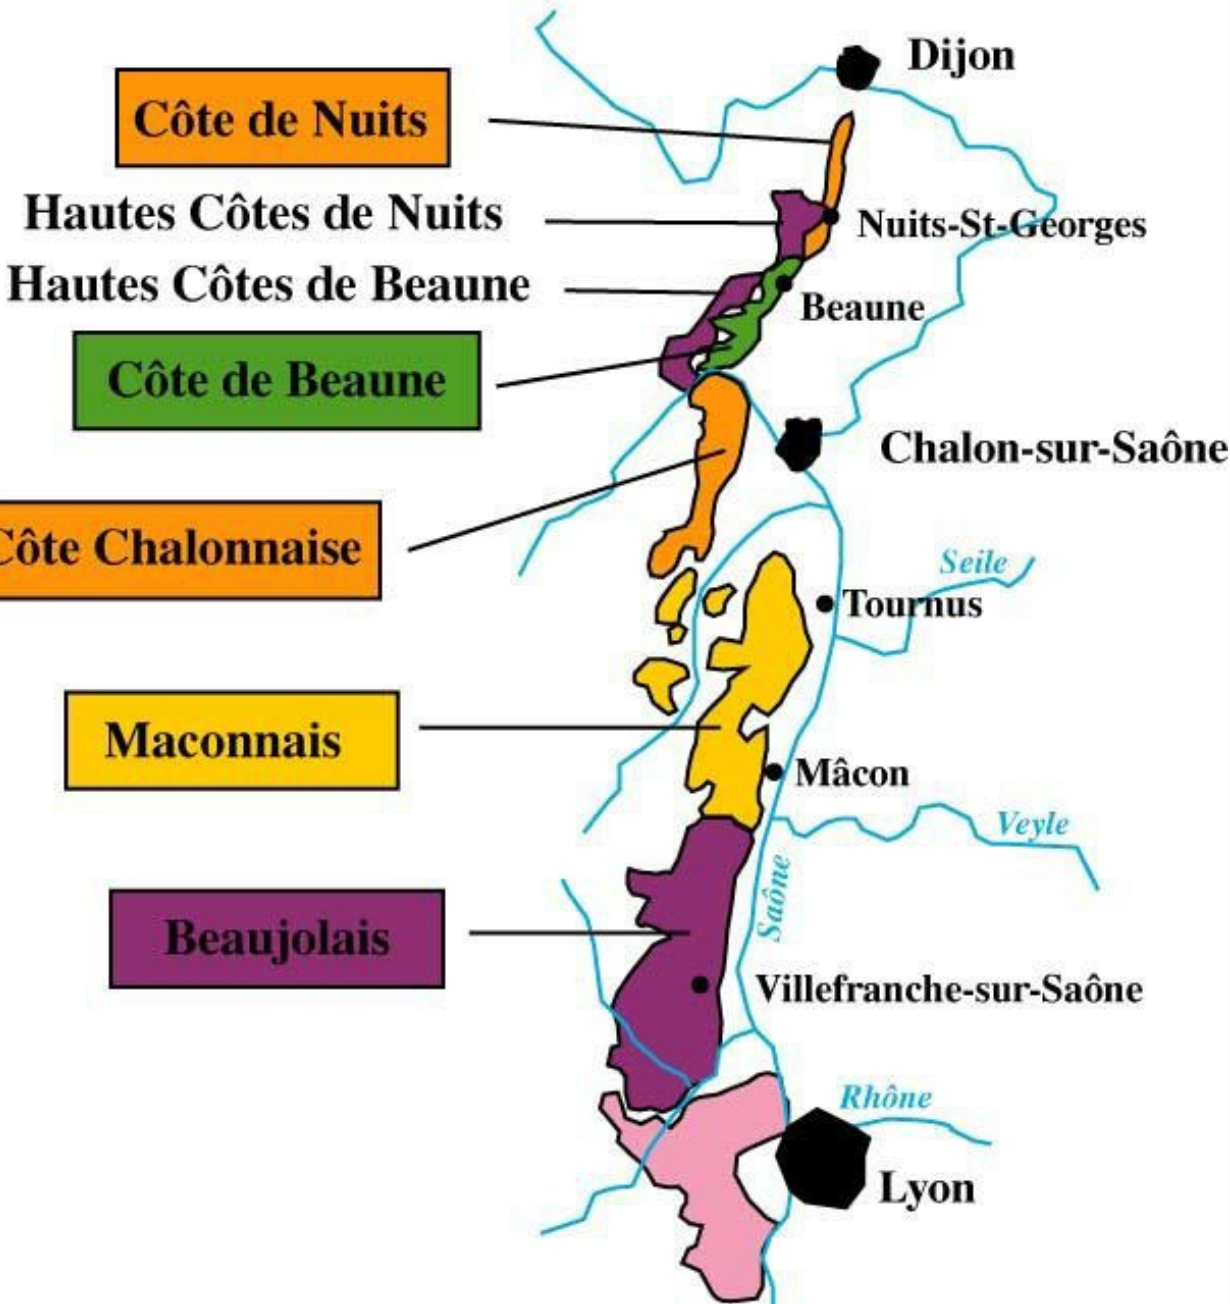 Dijon
Côte de Nuits
Hautes Côtes de Nuits
Nuits-St-Georges
Hautes Côtes de Beaune
Beaune
Côte de Beaune
Chalon-sur-Saône
Côte Chalonnaise
Seile
Tournus
Maconnais
Mâcon
Veyle
Saône
Beaujolais
Villefranche-sur-Saône
Rhône
Lyon